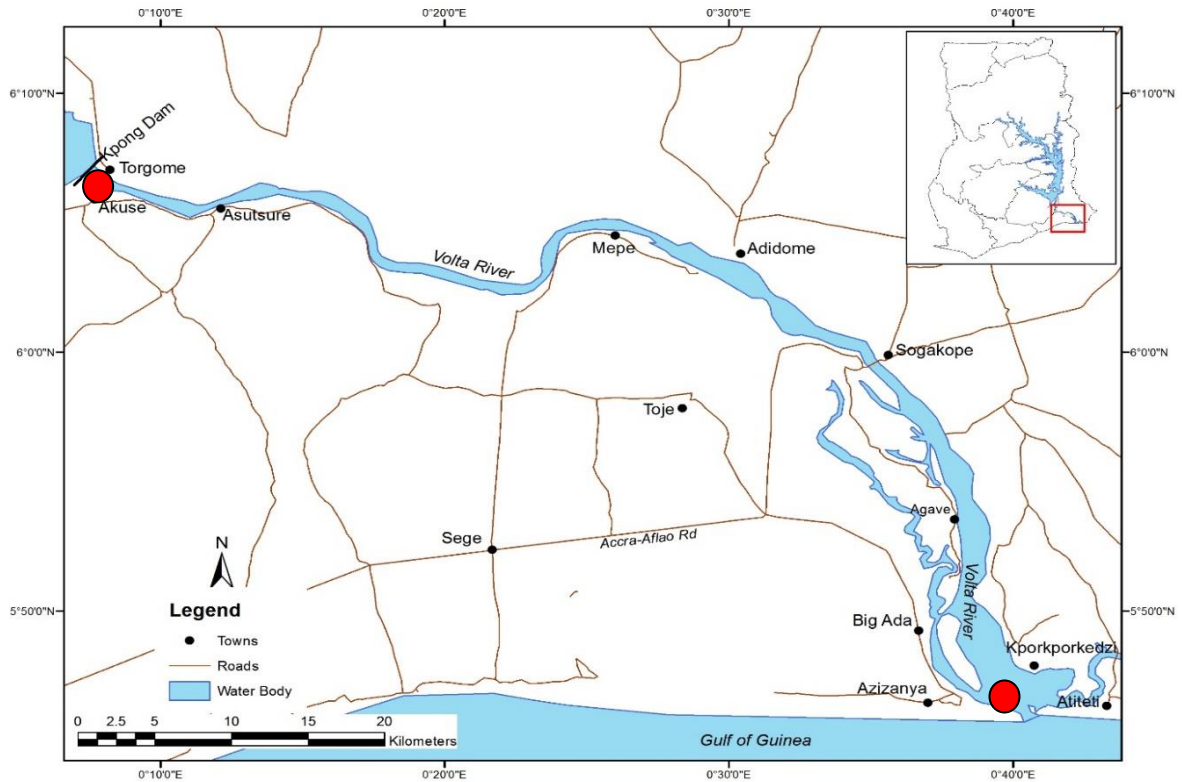 0°10'0"E
0°20'0"E
0°30'0"E
0°40'0"E
6°10'0"N
6°10'0"N
Kpong Dam
Torgome
Akuse
Asutsure
Volta River
Mepe
Adidome
6°0'0"N
6°0'0"N
Sogakope
Toje
Agave
Sege
Accra-Aflao Rd
Volta River
N
5°50'0"N
5°50'0"N
Legend
Towns
Roads
Water Body
Big Ada
Kporkporkedzi
Azizanya
Atiteti
0 2.5 5 10 15 20
Kilometers
Gulf of Guinea
0°10'0"E
0°20'0"E
0°30'0"E
0°40'0"E